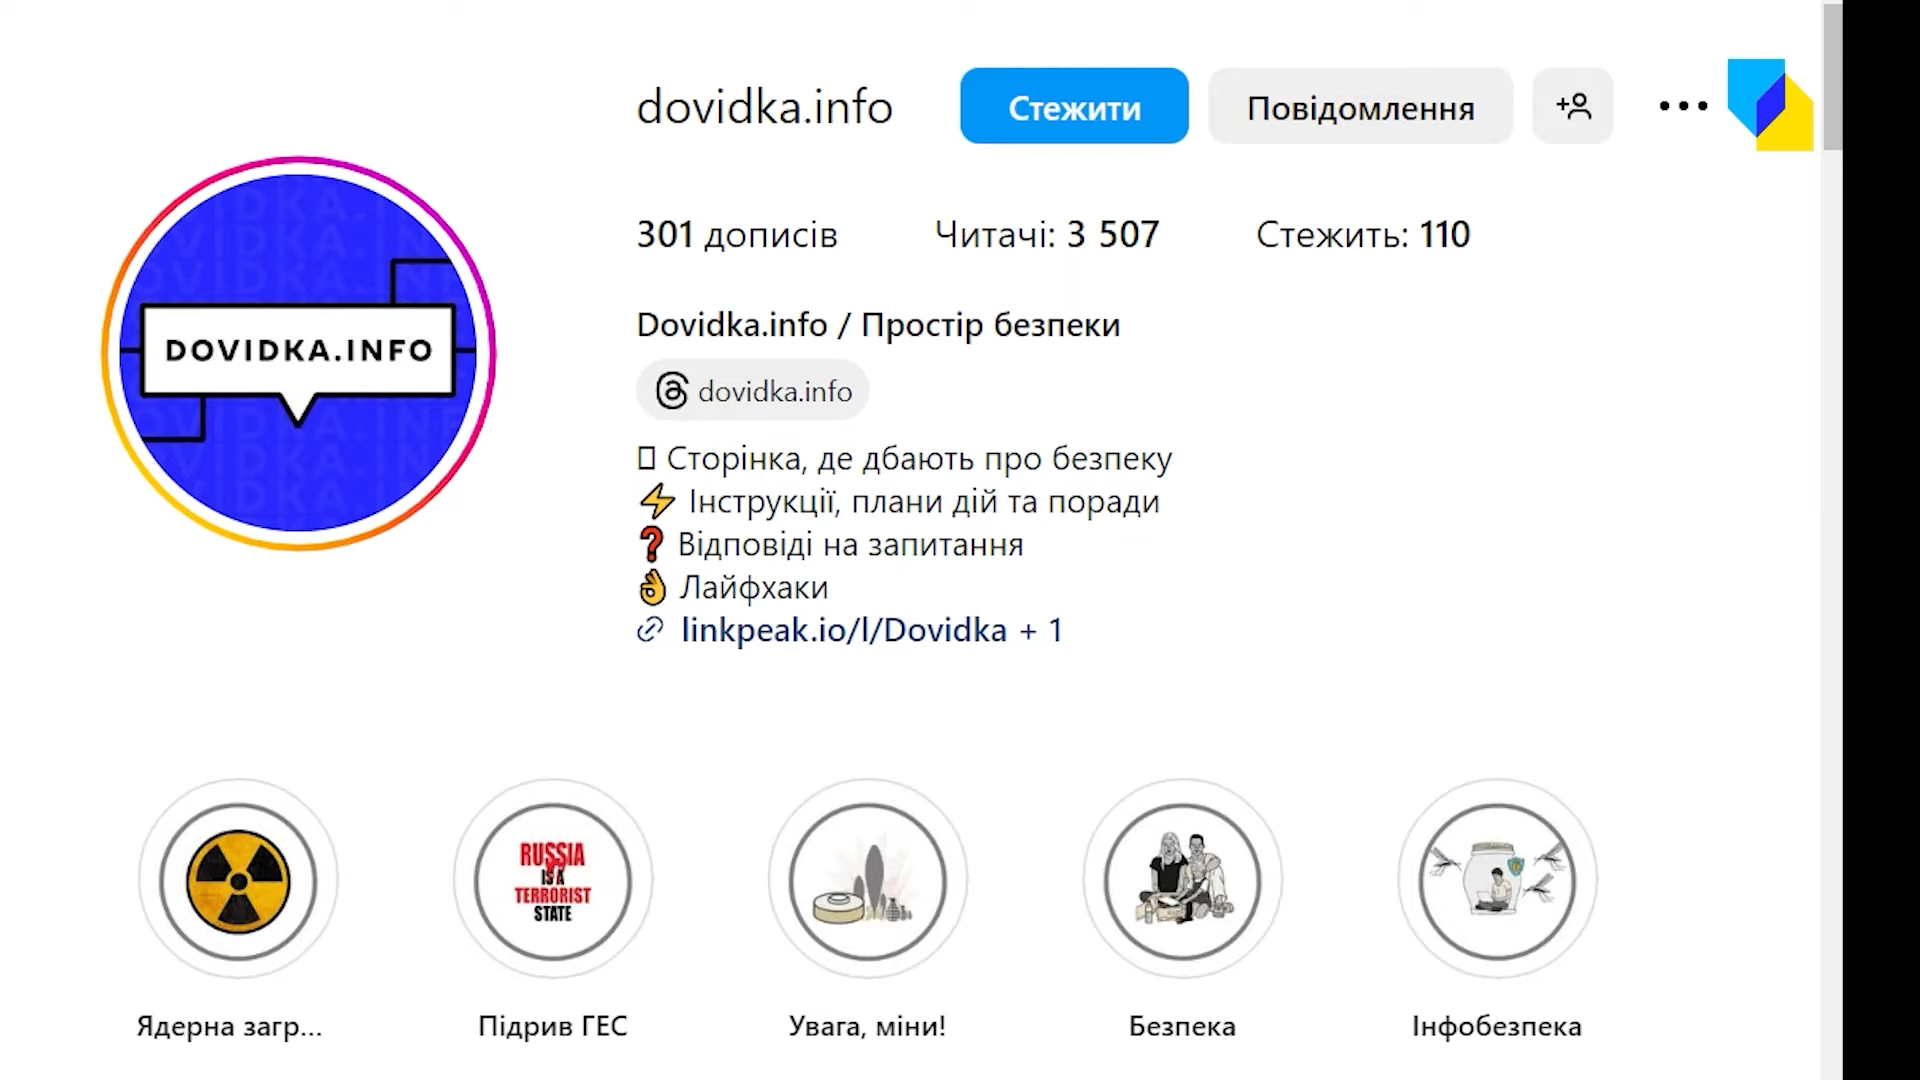 dovidka.info Стежити Повідомлення
301 дописів Читачі: 3 507 Стежить: 110
DOVIDKA.INFO
Dovidka.info / Простір безпеки
dovidka.info
Сторінка, де дбають про безпеку
⚡ Інструкції, плани дій та поради
❓ Відповіді на запитання
👌 Лайфхаки
linkpeak.io/l/Dovidka + 1
RUSSIA
IS A
TERRORIST
STATE
Ядерна загр... Підрив ГЕС Увага, міни! Безпека Інфобезпека